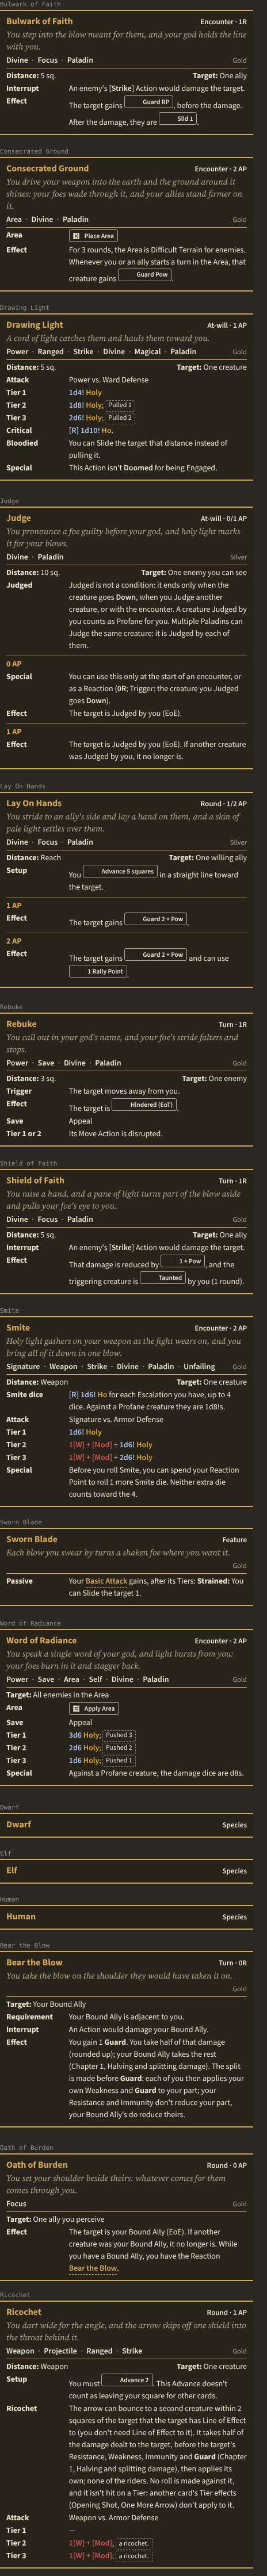 Bulwark of Faith
Bulwark of Faith Encounter · 1R
You step into the blow meant for them, and your god holds the line
with you.
Divine · Focus · Paladin Gold
Distance: 5 sq. Target: One ally
Interrupt An enemy's [Strike] Action would damage the target.
Effect The target gains Guard RP, before the damage.
After the damage, they are Slid 1.
Consecrated Ground
Consecrated Ground Encounter · 2 AP
You drive your weapon into the earth and the ground around it
shines: your foes wade through it, and your allies stand firmer on
it.
Area · Divine · Paladin Gold
Area Place Area
Effect For 3 rounds, the Area is Difficult Terrain for enemies.
Whenever you or an ally starts a turn in the Area, that
creature gains Guard Pow.
Drawing Light
Drawing Light At-will · 1 AP
A cord of light catches them and hauls them toward you.
Power · Ranged · Strike · Divine · Magical · Paladin Gold
Distance: 5 sq. Target: One creature
Attack Power vs. Ward Defense
Tier 1 1d4! Holy
Tier 2 1d8! Holy; Pulled 1
Tier 3 2d6! Holy; Pulled 2
Critical [R] 1d10! Ho.
Bloodied You can Slide the target that distance instead of
pulling it.
Special This Action isn't Doomed for being Engaged.
Judge
Judge At-will · 0/1 AP
You pronounce a foe guilty before your god, and holy light marks
it for your blows.
Divine · Paladin Silver
Distance: 10 sq. Target: One enemy you can see
Judged Judged is not a condition: it ends only when the
creature goes Down, when you Judge another
creature, or with the encounter. A creature Judged by
you counts as Profane for you. Multiple Paladins can
Judge the same creature: it is Judged by each of
them.
0 AP
Special You can use this only at the start of an encounter, or
as a Reaction (0R; Trigger: the creature you Judged
goes Down).
Effect The target is Judged by you (EoE).
1 AP
Effect The target is Judged by you (EoE). If another creature
was Judged by you, it no longer is.
Lay On Hands
Lay On Hands Round · 1/2 AP
You stride to an ally's side and lay a hand on them, and a skin of
pale light settles over them.
Divine · Focus · Paladin Silver
Distance: Reach Target: One willing ally
Setup You Advance 5 squares in a straight line toward
the target.
1 AP
Effect The target gains Guard 2 + Pow.
2 AP
Effect The target gains Guard 2 + Pow and can use
1 Rally Point.
Rebuke
Rebuke Turn · 1R
You call out in your god's name, and your foe's stride falters and
stops.
Power · Save · Divine · Paladin Gold
Distance: 3 sq. Target: One enemy
Trigger The target moves away from you.
Effect The target is Hindered (EoT).
Save Appeal
Tier 1 or 2 Its Move Action is disrupted.
Shield of Faith
Shield of Faith Turn · 1R
You raise a hand, and a pane of light turns part of the blow aside
and pulls your foe's eye to you.
Divine · Focus · Paladin Gold
Distance: 5 sq. Target: One ally
Interrupt An enemy's [Strike] Action would damage the target.
Effect That damage is reduced by 1 + Pow, and the
triggering creature is Taunted by you (1 round).
Smite
Smite Encounter · 2 AP
Holy light gathers on your weapon as the fight wears on, and you
bring all of it down in one blow.
Signature · Weapon · Strike · Divine · Paladin · Unfailing Gold
Distance: Weapon Target: One creature
Smite dice [R] 1d6! Ho for each Escalation you have, up to 4
dice. Against a Profane creature they are 1d8!s.
Attack Signature vs. Armor Defense
Tier 1 1d6! Holy
Tier 2 1[W] + [Mod] + 1d6! Holy
Tier 3 1[W] + [Mod] + 2d6! Holy
Special Before you roll Smite, you can spend your Reaction
Point to roll 1 more Smite die. Neither extra die
counts toward the 4.
Sworn Blade
Sworn Blade Feature
Each blow you swear by turns a shaken foe where you want it.
Gold
Passive Your Basic Attack gains, after its Tiers: Strained: You
can Slide the target 1.
Word of Radiance
Word of Radiance Encounter · 2 AP
You speak a single word of your god, and light bursts from you:
your foes burn in it and stagger back.
Power · Save · Area · Self · Divine · Paladin Gold
Target: All enemies in the Area
Area Apply Area
Save Appeal
Tier 1 3d6 Holy; Pushed 3
Tier 2 2d6 Holy; Pushed 2
Tier 3 1d6 Holy; Pushed 1
Special Against a Profane creature, the damage dice are d8s.
Dwarf
Dwarf Species
Elf
Elf Species
Human
Human Species
Bear the Blow
Bear the Blow Turn · 0R
You take the blow on the shoulder they would have taken it on.
Gold
Target: Your Bound Ally
Requirement Your Bound Ally is adjacent to you.
Interrupt An Action would damage your Bound Ally.
Effect You gain 1 Guard. You take half of that damage
(rounded up); your Bound Ally takes the rest
(Chapter 1, Halving and splitting damage). The split
is made before Guard: each of you then applies your
own Weakness and Guard to your part; your
Resistance and Immunity don't reduce your part,
your Bound Ally's do reduce theirs.
Oath of Burden
Oath of Burden Round · 0 AP
You set your shoulder beside theirs: whatever comes for them
comes through you.
Focus Gold
Target: One ally you perceive
Effect The target is your Bound Ally (EoE). If another
creature was your Bound Ally, it no longer is. While
you have a Bound Ally, you have the Reaction
Bear the Blow.
Ricochet
Ricochet Round · 1 AP
You dart wide for the angle, and the arrow skips off one shield into
the throat behind it.
Weapon · Projectile · Ranged · Strike Gold
Distance: Weapon Target: One creature
Setup You must Advance 2. This Advance doesn't
count as leaving your square for other cards.
Ricochet The arrow can bounce to a second creature within 2
squares of the target that the target has Line of Effect
to (you don't need Line of Effect to it). It takes half of
the damage dealt to the target, before the target's
Resistance, Weakness, Immunity and Guard (Chapter
1, Halving and splitting damage), then applies its
own; none of the riders. No roll is made against it,
and it isn't hit on a Tier: another card's Tier effects
(Opening Shot, One More Arrow) don't apply to it.
Attack Weapon vs. Armor Defense
Tier 1 —
Tier 2 1[W] + [Mod]; a ricochet.
Tier 3 1[W] + [Mod]; a ricochet.